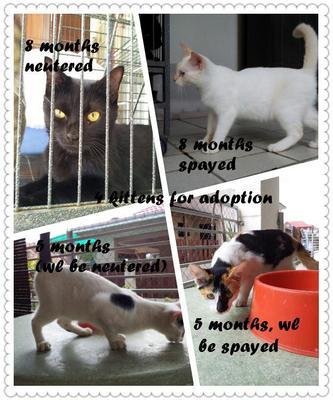 8 months
neutered
8 months
spayed
4 kittens for adoption
6 months
(wl be neutered)
5 months, wl
be spayed